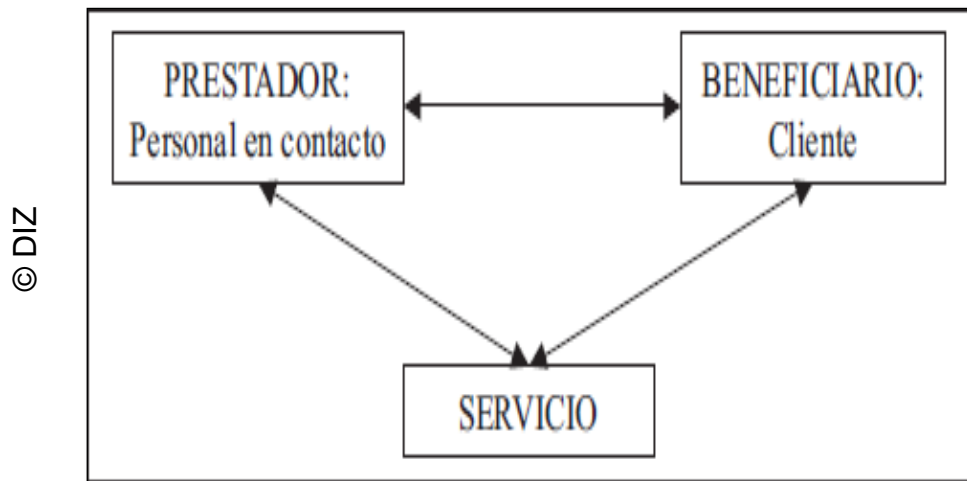 PRESTADOR:
Personal en contacto
BENEFICIARIO:
Cliente
SERVICIO
© DIZ